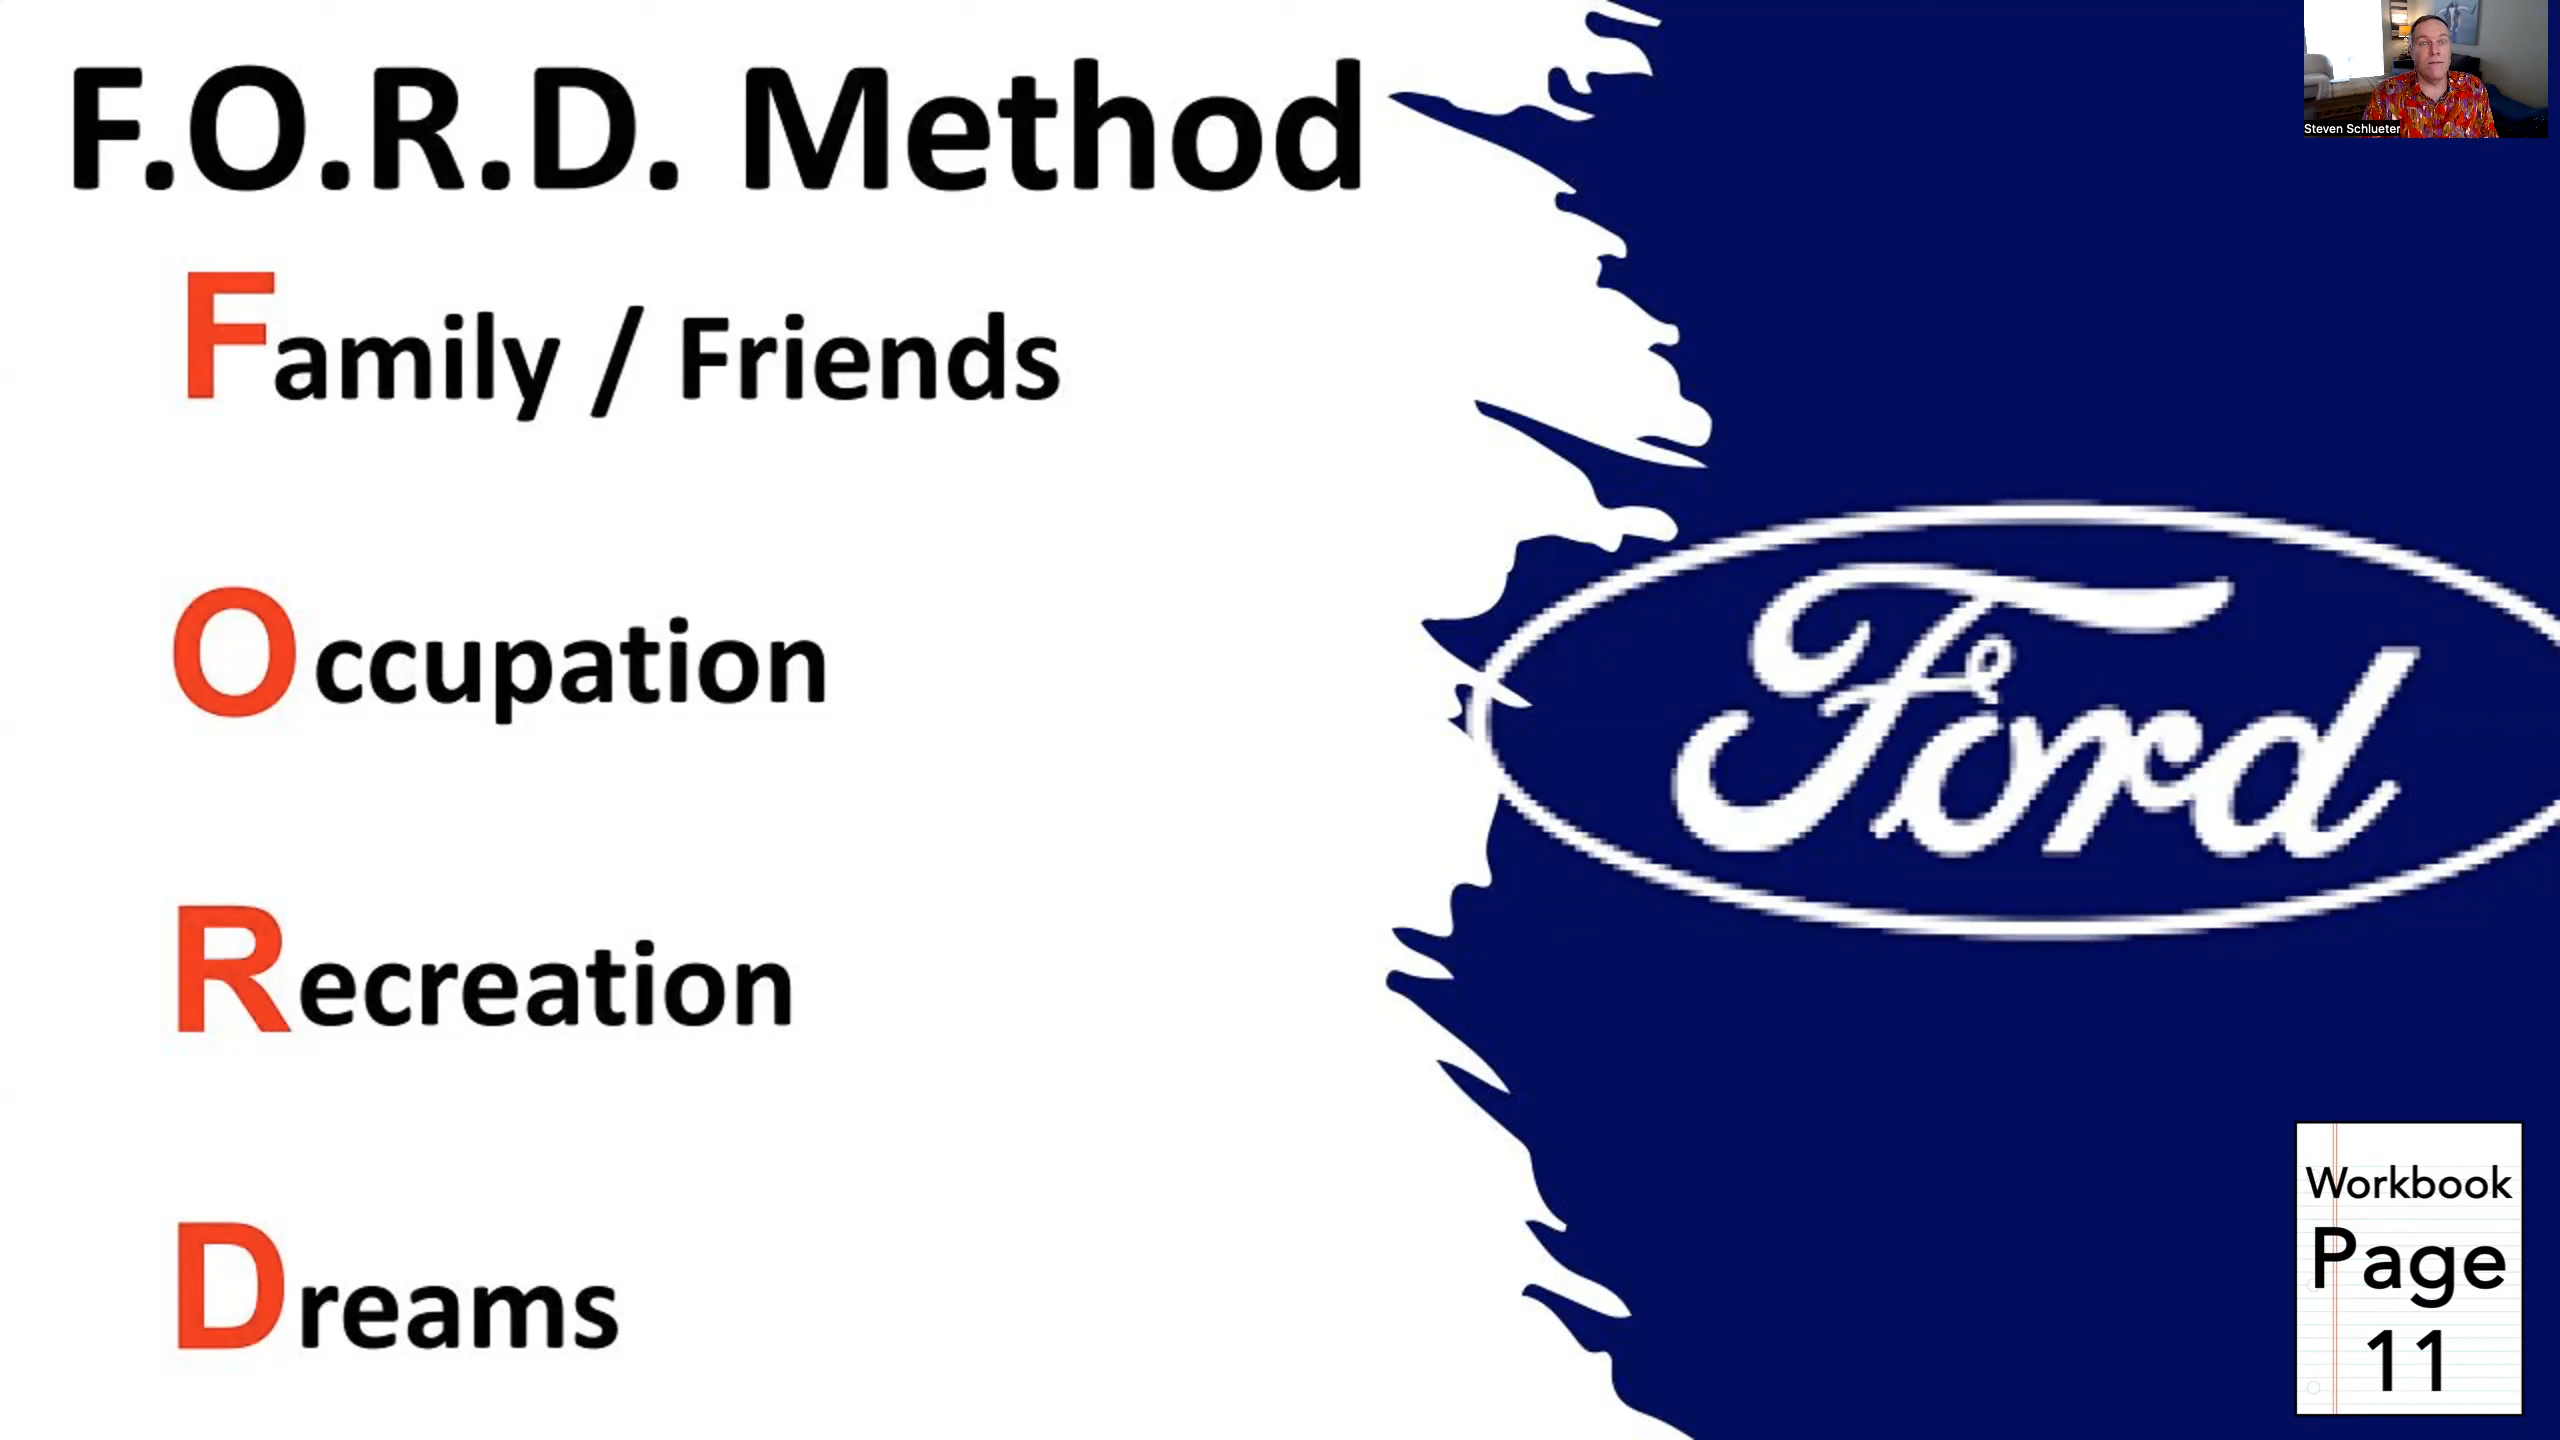 F.O.R.D. Method
Family / Friends
Occupation
Recreation
Dreams
Ford
Steven Schlueter
Workbook
Page
11